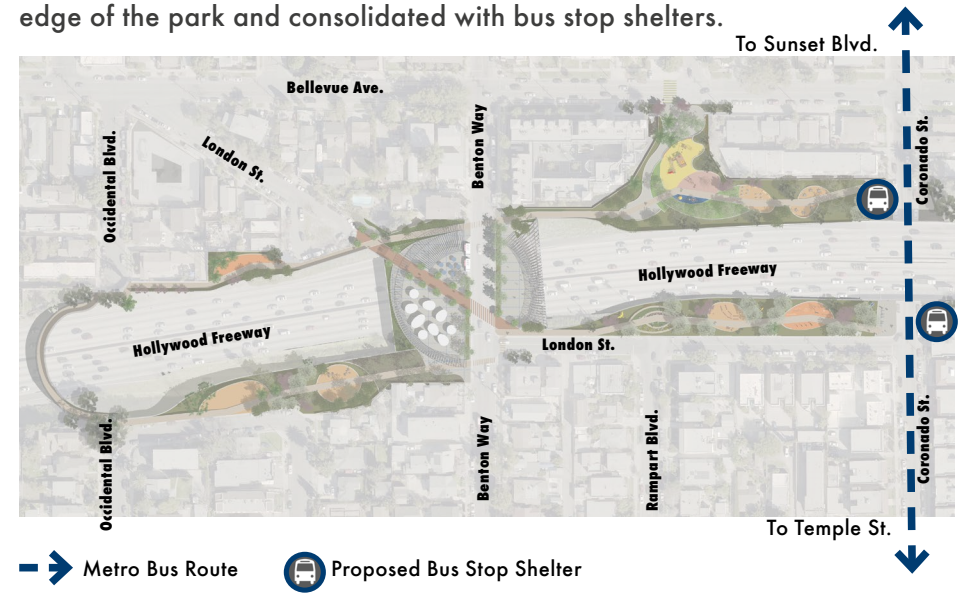 edge of the park and consolidated with bus stop shelters.
To Sunset Blvd.
Bellevue Ave.
Occidental Blvd.
London St.
Benton Way
Coronado St.
Hollywood Freeway
Hollywood Freeway
London St.
Occidental Blvd.
Benton Way
Rampart Blvd.
Coronado St.
To Temple St.
Metro Bus Route
Proposed Bus Stop Shelter